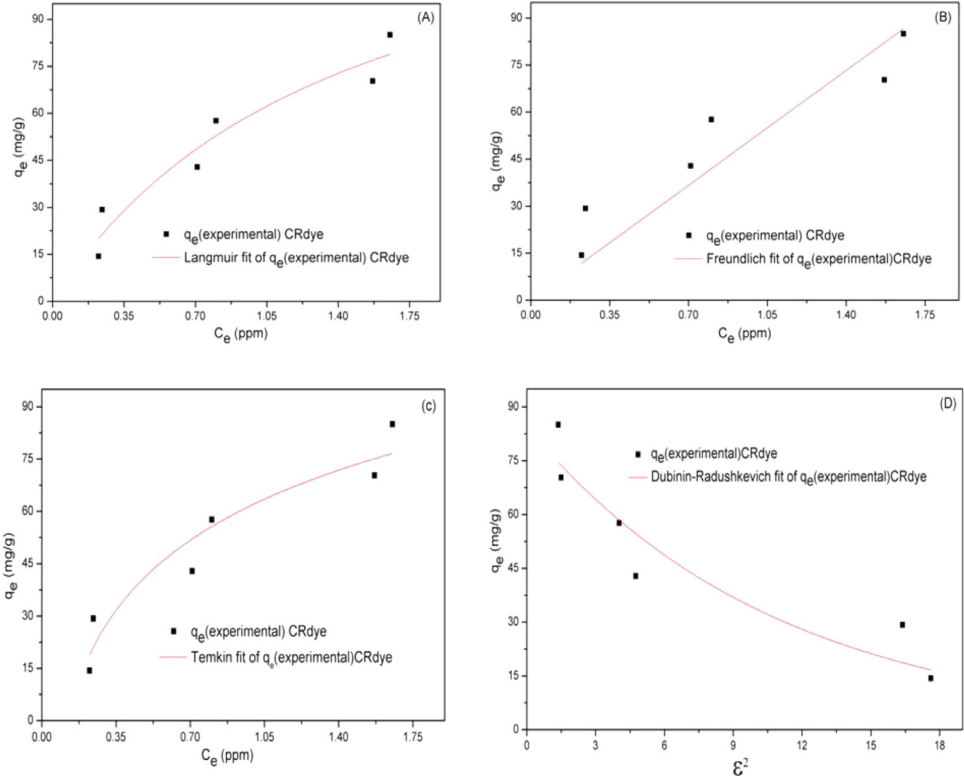 (A)
90
75
60
45
30
15
0
qe (mg/g)
qe(experimental) CRdye
Langmuir fit of qe(experimental) CRdye
0.00 0.35 0.70 1.05 1.40 1.75
Ce (ppm)
(B)
90
75
60
45
30
15
0
qe (mg/g)
qe(experimental) CRdye
Freundlich fit of qe(experimental)CRdye
0.00 0.35 0.70 1.05 1.40 1.75
Ce (ppm)
(c)
90
75
60
45
30
15
0
qe (mg/g)
qe(experimental) CRdye
Temkin fit of qe(experimental)CRdye
0.00 0.35 0.70 1.05 1.40 1.75
Ce (ppm)
(D)
90
75
60
45
30
15
0
qe (mg/g)
qe(experimental)CRdye
Dubinin-Radushkevich fit of qe(experimental)CRdye
0 3 6 9 12 15 18
Ɛ²